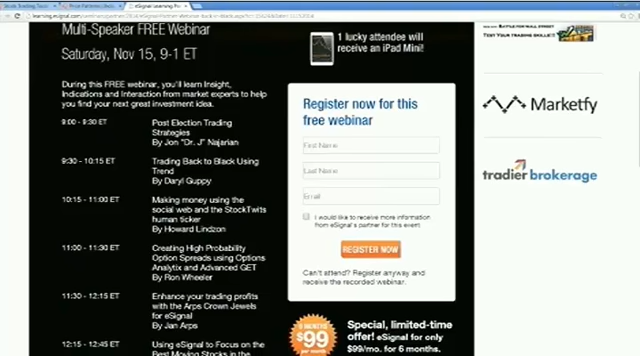 eSignal Learning Pro
Multi-Speaker FREE Webinar
Saturday, Nov 15, 9-1 ET
1 lucky attendee will
receive an iPad Mini!
TEST YOUR TRADING SKILLS!
During this FREE webinar, you'll learn Insight,
Indications and Interaction from market experts to help
you find your next great investment idea.
9:00 - 9:30 ET
Post Election Trading
Strategies
By Jon "Dr. J" Najarian
9:30 - 10:15 ET
Trading Back to Black Using
Trend
By Daryl Guppy
10:15 - 11:00 ET
Making money using the
social web and the StockTwits
human ticker
By Howard Lindzon
11:00 - 11:30 ET
Creating High Probability
Option Spreads using Options
Analytix and Advanced GET
By Ron Wheeler
11:30 - 12:15 ET
Enhance your trading profits
with the Arps Crown Jewels
for eSignal
By Jan Arps
12:15 - 12:45 ET
Using eSignal to Focus on
the Best Moving Stocks in the
Register now for this
free webinar
First Name
Last Name
Email
I would like to receive more information
from eSignal's partner for this event.
REGISTER NOW
Can't attend? Register anyway and
receive the recorded webinar.
6 MONTHS
$99
per month
Special, limited-time
offer! eSignal for only
$99/mo. for 6 months.
Marketfy
tradier brokerage